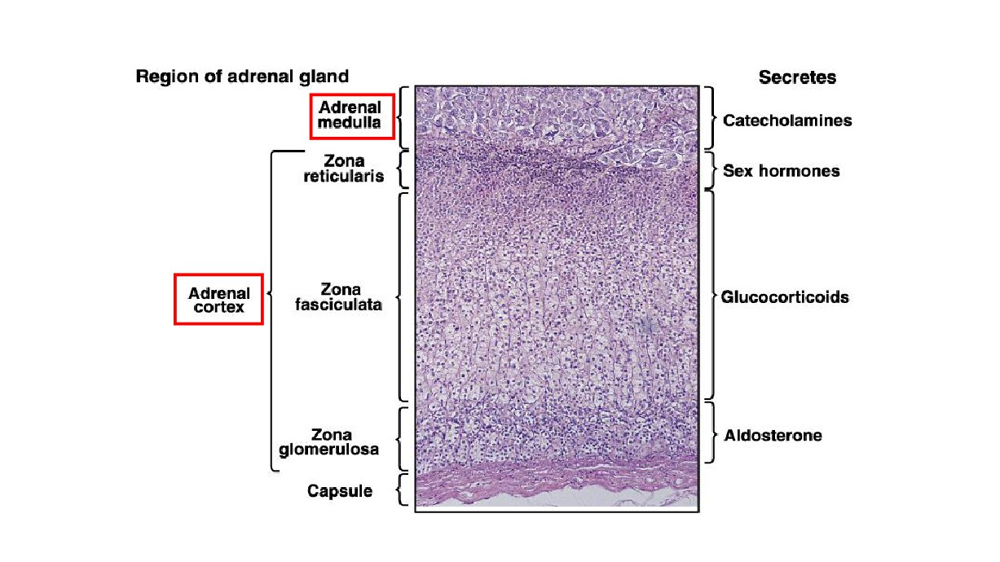 Region of adrenal gland
Secretes
Adrenal
medulla
Catecholamines
Zona
reticularis
Sex hormones
Adrenal
cortex
Zona
fasciculata
Glucocorticoids
Zona
glomerulosa
Aldosterone
Capsule